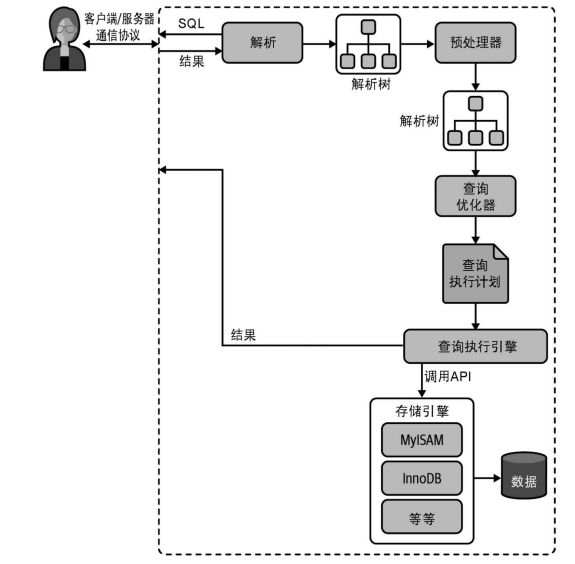 客户端/服务器
通信协议
SQL
结果
解析
解析树
预处理器
解析树
查询
优化器
查询
执行计划
结果
查询执行引擎
调用API
存储引擎
MyISAM
InnoDB
等等
数据